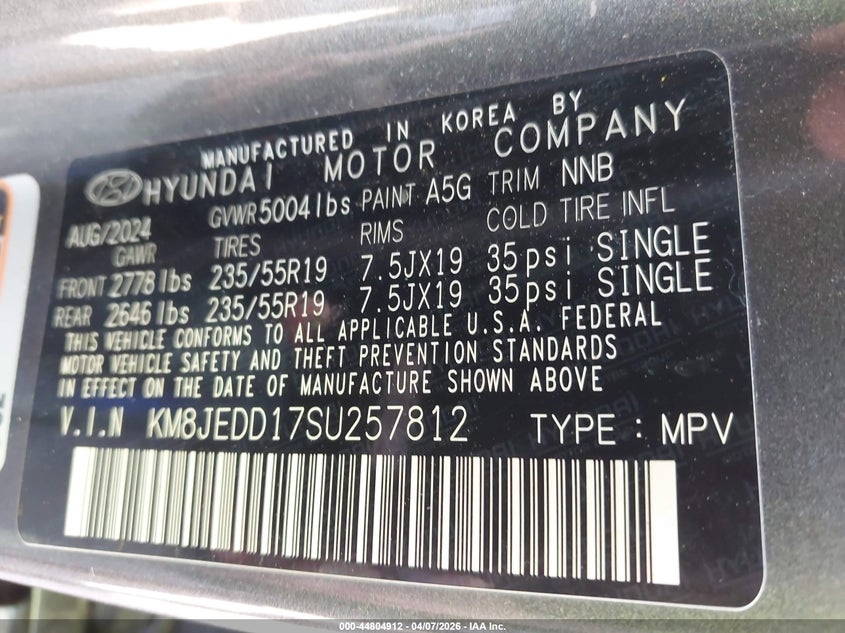 MANUFACTURED IN KOREA BY
HYUNDAI MOTOR COMPANY
AUG/2024 GVWR 5004lbs PAINT A5G TRIM NNB
GAWR TIRES RIMS COLD TIRE INFL
FRONT 2778 lbs 235/55R19 7.5JX19 35psi SINGLE
REAR 2646 lbs 235/55R19 7.5JX19 35psi SINGLE
THIS VEHICLE CONFORMS TO ALL APPLICABLE U.S.A. FEDERAL
MOTOR VEHICLE SAFETY AND THEFT PREVENTION STANDARDS
IN EFFECT ON THE DATE OF MANUFACTURE SHOWN ABOVE
V.I.N KM8JEDD17SU257812 TYPE : MPV
000-44804912 - 04/07/2026 - IAA Inc.